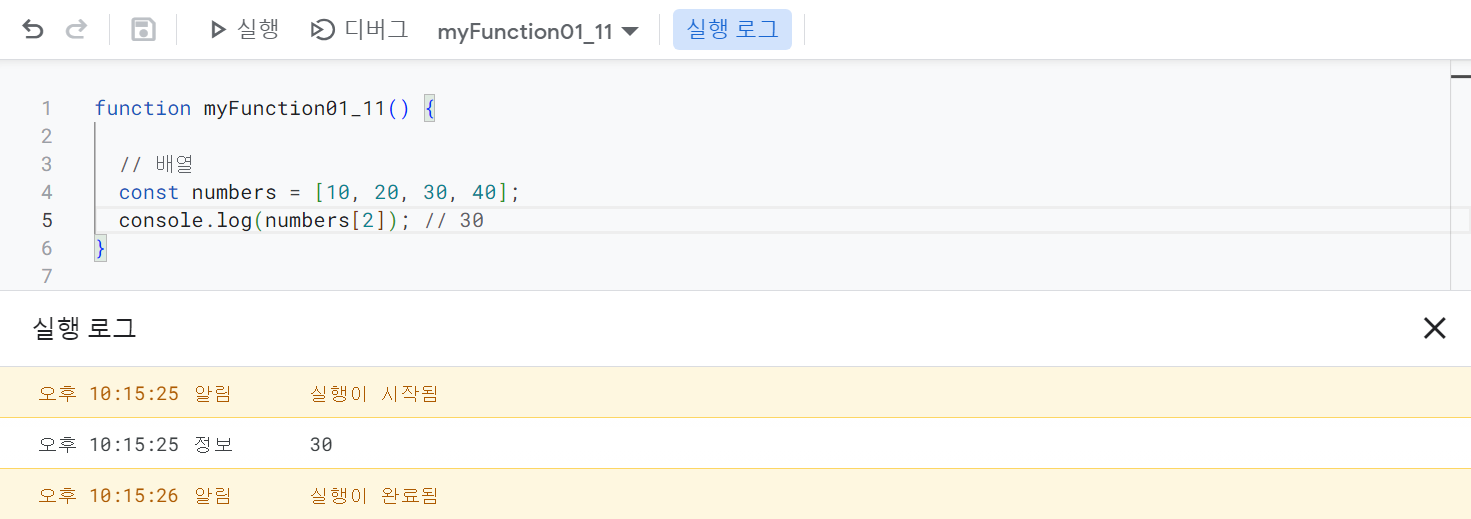 실행 디버그 myFunction01_11 실행 로그
1 function myFunction01_11() {
2
3 // 배열
4 const numbers = [10, 20, 30, 40];
5 console.log(numbers[2]); // 30
6 }
7
실행 로그
오후 10:15:25 알림 실행이 시작됨
오후 10:15:25 정보 30
오후 10:15:26 알림 실행이 완료됨